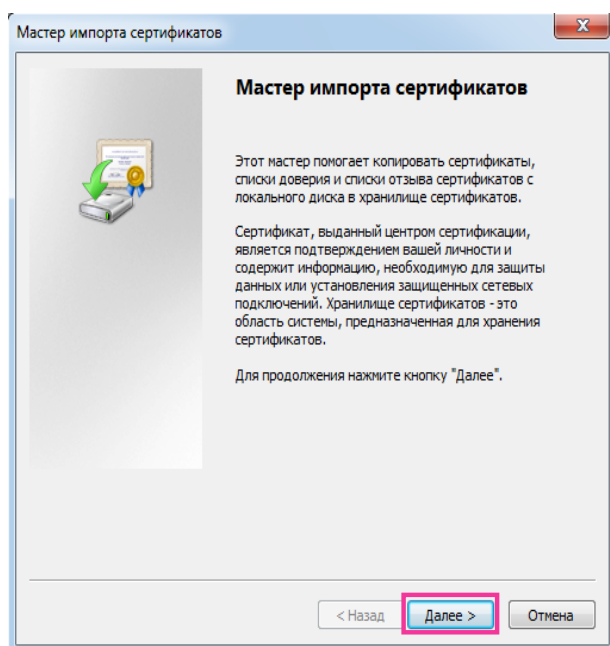 Мастер импорта сертификатов
X
Мастер импорта сертификатов
Этот мастер помогает копировать сертификаты,
списки доверия и списки отзыва сертификатов с
локального диска в хранилище сертификатов.
Сертификат, выданный центром сертификации,
является подтверждением вашей личности и
содержит информацию, необходимую для защиты
данных или установления защищенных сетевых
подключений. Хранилище сертификатов - это
область системы, предназначенная для хранения
сертификатов.
Для продолжения нажмите кнопку "Далее".
< Назад Далее > Отмена